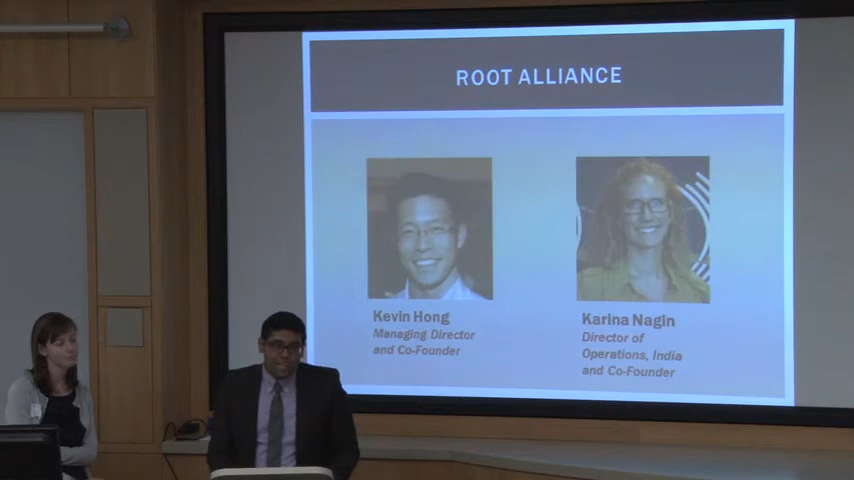 ROOT ALLIANCE
Kevin Hong
Managing Director
and Co-Founder
Karina Nagin
Director of
Operations, India
and Co-Founder